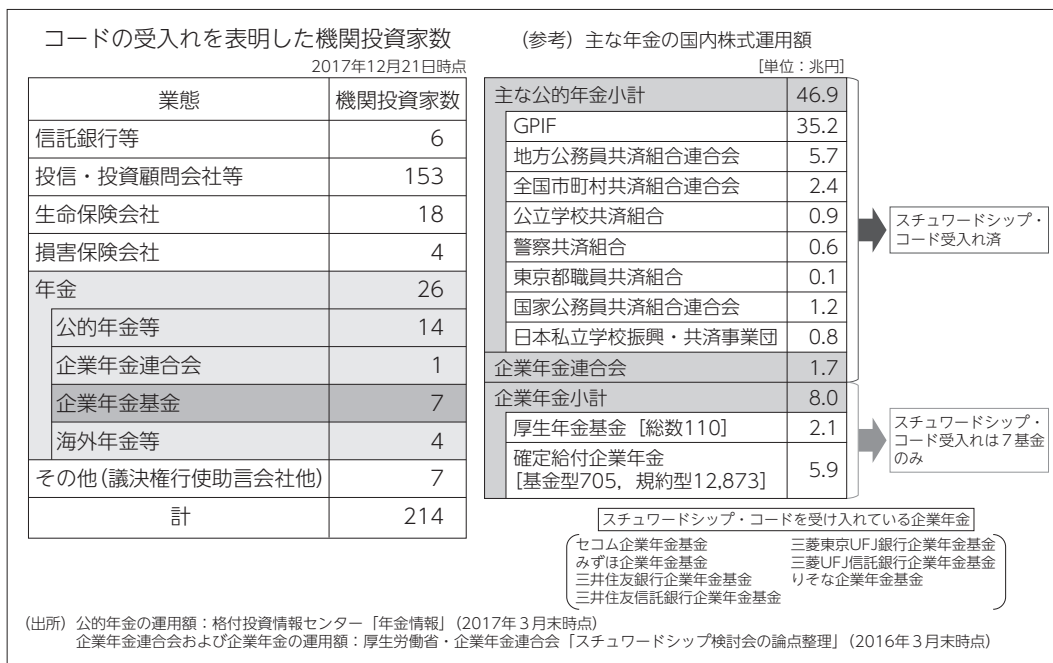 コードの受入れを表明した機関投資家数
2017年12月21日時点
業態 機関投資家数
信託銀行等 6
投信・投資顧問会社等 153
生命保険会社 18
損害保険会社 4
年金 26
公的年金等 14
企業年金連合会 1
企業年金基金 7
海外年金等 4
その他(議決権行使助言会社他) 7
計 214
(参考) 主な年金の国内株式運用額
[単位:兆円]
主な公的年金小計 46.9
GPIF 35.2
地方公務員共済組合連合会 5.7
全国市町村共済組合連合会 2.4
公立学校共済組合 0.9
警察共済組合 0.6
東京都職員共済組合 0.1
国家公務員共済組合連合会 1.2
日本私立学校振興・共済事業団 0.8
企業年金連合会 1.7
企業年金小計 8.0
厚生年金基金 [総数110] 2.1
確定給付企業年金
[基金型705, 規約型12,873] 5.9
スチュワードシップ・
コード受入れ済
スチュワードシップ・
コード受入れは7基金
のみ
スチュワードシップ・コードを受け入れている企業年金
セコム企業年金基金 三菱東京UFJ銀行企業年金基金
みずほ企業年金基金 三菱UFJ信託銀行企業年金基金
三井住友銀行企業年金基金 りそな企業年金基金
三井住友信託銀行企業年金基金
(出所) 公的年金の運用額:格付投資情報センター「年金情報」(2017年3月末時点)
企業年金連合会および企業年金の運用額:厚生労働省・企業年金連合会「スチュワードシップ検討会の論点整理」(2016年3月末時点)